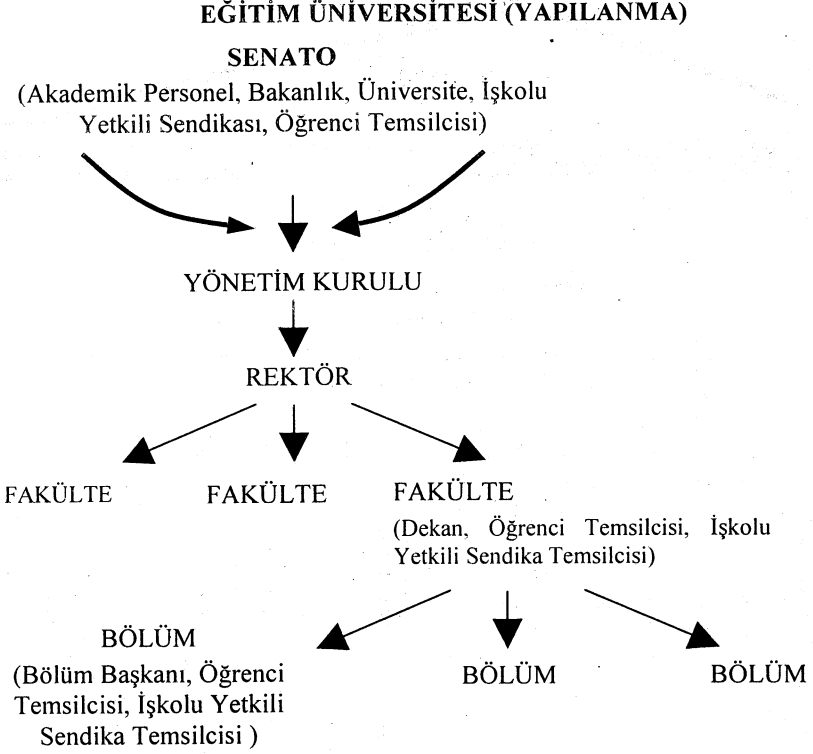 EĞİTİM ÜNİVERSİTESİ (YAPILANMA)
SENATO
(Akademik Personel, Bakanlık, Üniversite, İşkolu
Yetkili Sendikası, Öğrenci Temsilcisi)
YÖNETİM KURULU
REKTÖR
FAKÜLTE
FAKÜLTE
FAKÜLTE
(Dekan, Öğrenci Temsilcisi, İşkolu
Yetkili Sendika Temsilcisi)
BÖLÜM
(Bölüm Başkanı, Öğrenci
Temsilcisi, İşkolu Yetkili
Sendika Temsilcisi )
BÖLÜM
BÖLÜM